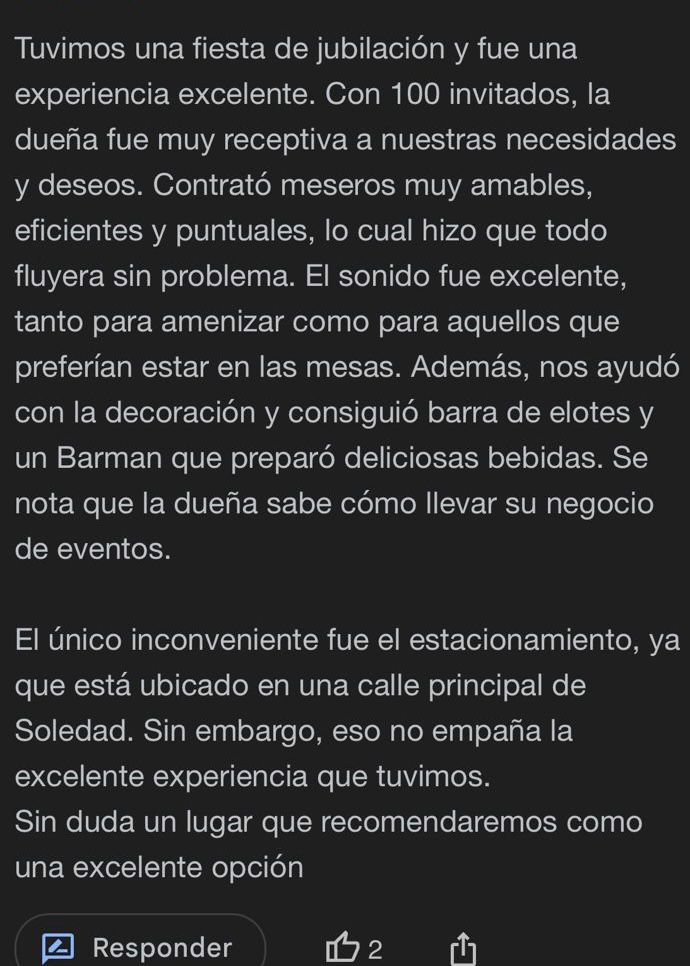 Tuvimos una fiesta de jubilación y fue una
experiencia excelente. Con 100 invitados, la
dueña fue muy receptiva a nuestras necesidades
y deseos. Contrató meseros muy amables,
eficientes y puntuales, lo cual hizo que todo
fluyera sin problema. El sonido fue excelente,
tanto para amenizar como para aquellos que
preferían estar en las mesas. Además, nos ayudó
con la decoración y consiguió barra de elotes y
un Barman que preparó deliciosas bebidas. Se
nota que la dueña sabe cómo llevar su negocio
de eventos.

El único inconveniente fue el estacionamiento, ya
que está ubicado en una calle principal de
Soledad. Sin embargo, eso no empaña la
excelente experiencia que tuvimos.
Sin duda un lugar que recomendaremos como
una excelente opción
Responder 2